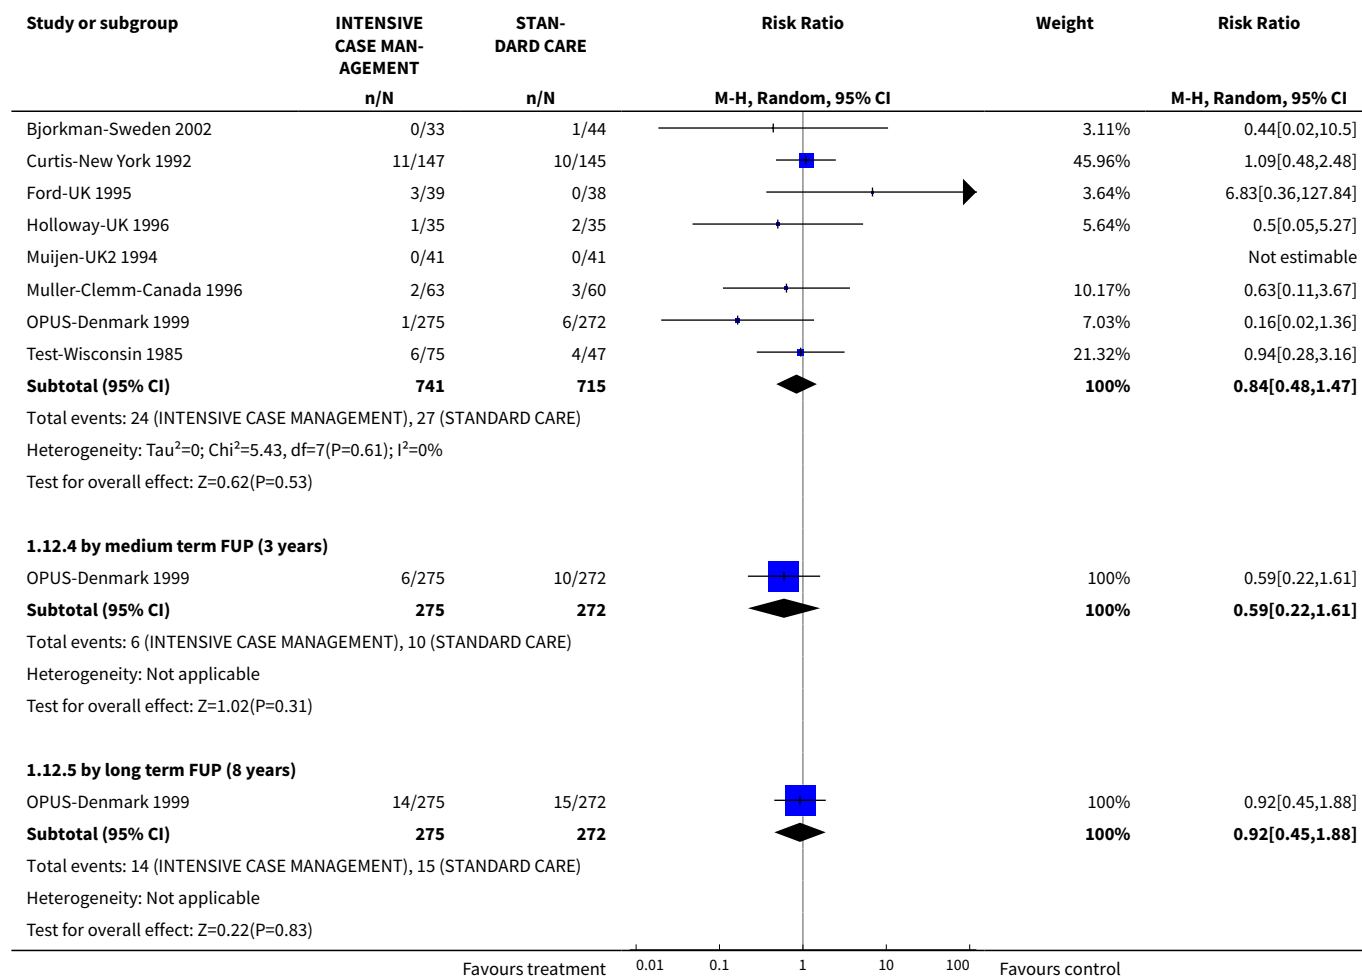 Study or subgroup INTENSIVE CASE MAN- AGEMENT STAN- DARD CARE Risk Ratio Weight Risk Ratio
n/N n/N M-H, Random, 95% CI M-H, Random, 95% CI
Bjorkman-Sweden 2002 0/33 1/44 3.11% 0.44[0.02,10.5]
Curtis-New York 1992 11/147 10/145 45.96% 1.09[0.48,2.48]
Ford-UK 1995 3/39 0/38 3.64% 6.83[0.36,127.84]
Holloway-UK 1996 1/35 2/35 5.64% 0.5[0.05,5.27]
Muijen-UK2 1994 0/41 0/41 Not estimable
Muller-Clemm-Canada 1996 2/63 3/60 10.17% 0.63[0.11,3.67]
OPUS-Denmark 1999 1/275 6/272 7.03% 0.16[0.02,1.36]
Test-Wisconsin 1985 6/75 4/47 21.32% 0.94[0.28,3.16]
Subtotal (95% CI) 741 715 100% 0.84[0.48,1.47]
Total events: 24 (INTENSIVE CASE MANAGEMENT), 27 (STANDARD CARE)
Heterogeneity: Tau²=0; Chi²=5.43, df=7(P=0.61); I²=0%
Test for overall effect: Z=0.62(P=0.53)
1.12.4 by medium term FUP (3 years)
OPUS-Denmark 1999 6/275 10/272 100% 0.59[0.22,1.61]
Subtotal (95% CI) 275 272 100% 0.59[0.22,1.61]
Total events: 6 (INTENSIVE CASE MANAGEMENT), 10 (STANDARD CARE)
Heterogeneity: Not applicable
Test for overall effect: Z=1.02(P=0.31)
1.12.5 by long term FUP (8 years)
OPUS-Denmark 1999 14/275 15/272 100% 0.92[0.45,1.88]
Subtotal (95% CI) 275 272 100% 0.92[0.45,1.88]
Total events: 14 (INTENSIVE CASE MANAGEMENT), 15 (STANDARD CARE)
Heterogeneity: Not applicable
Test for overall effect: Z=0.22(P=0.83)
Favours treatment 0.01 0.1 1 10 100 Favours control